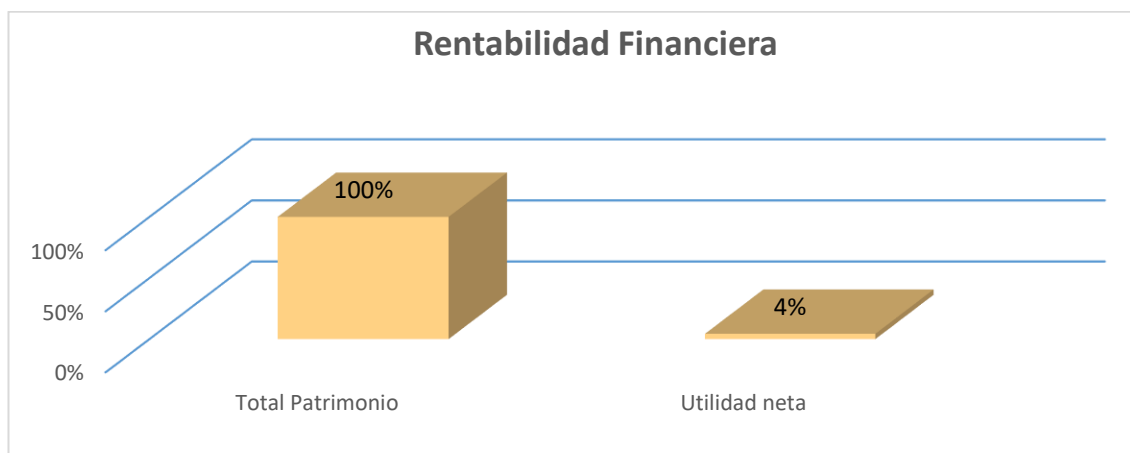 Rentabilidad Financiera
100%
100%
50%
4%
0%
Total Patrimonio
Utilidad neta